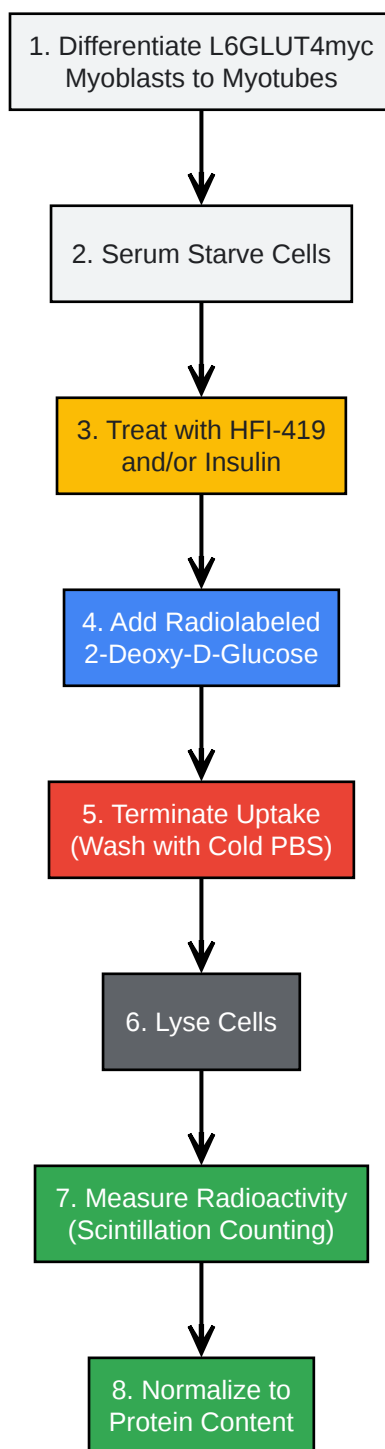 1. Differentiate L6GLUT4myc
Myoblasts to Myotubes
2. Serum Starve Cells
3. Treat with HFI-419
and/or Insulin
4. Add Radiolabeled
2-Deoxy-D-Glucose
5. Terminate Uptake
(Wash with Cold PBS)
6. Lyse Cells
7. Measure Radioactivity
(Scintillation Counting)
8. Normalize to
Protein Content